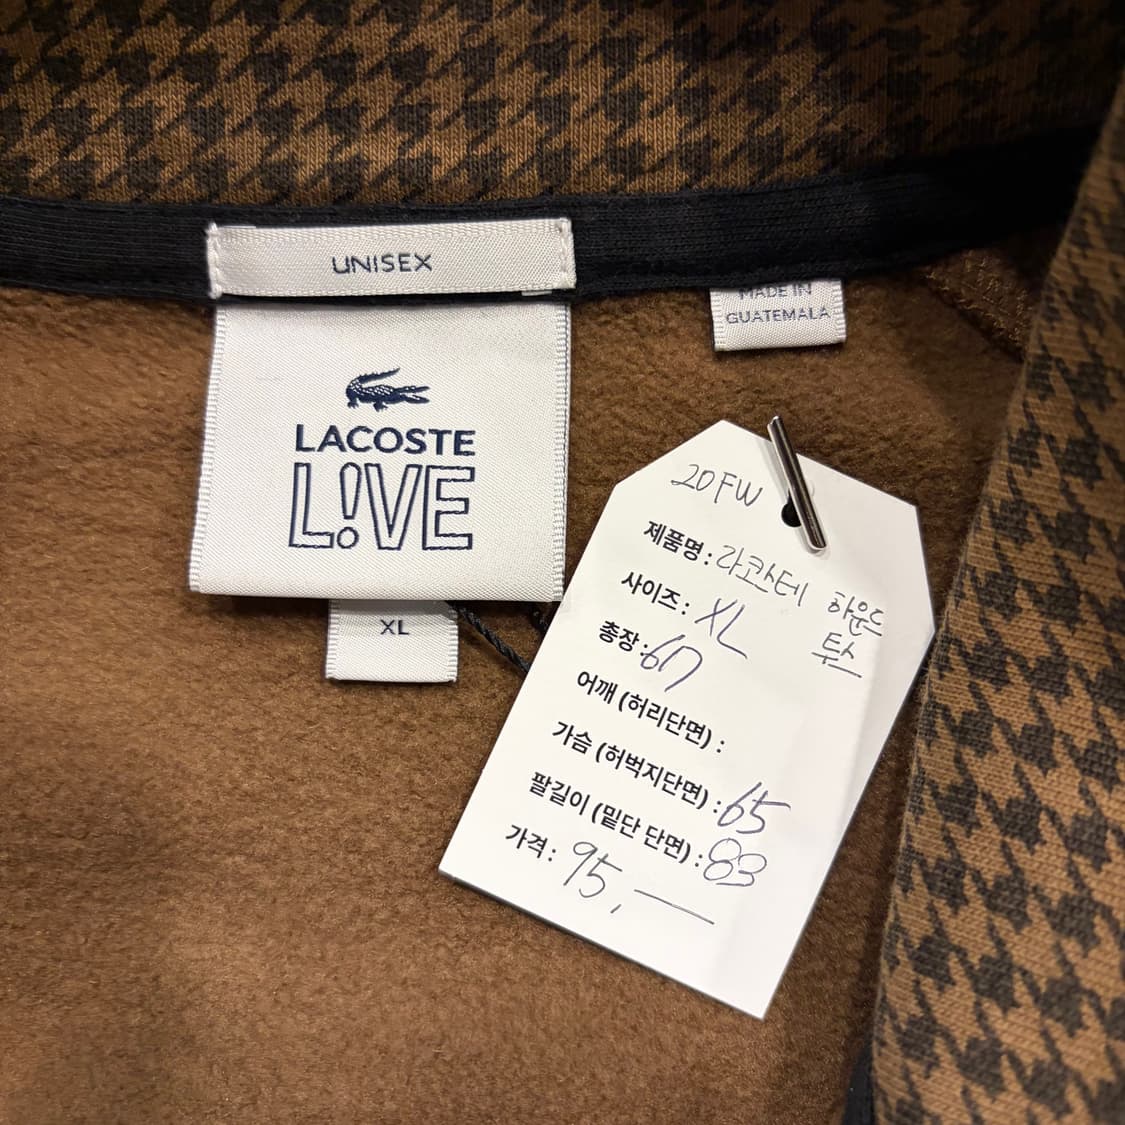 UNISEX
MADE IN
GUATEMALA
LACOSTE
L!VE
XL
20FW
제품명 : 라코스테 하운드
투스
사이즈 : XL
총장 : 67
어깨 (허리단면) :
가슴 (허벅지단면) : 65
팔길이 (밑단 단면) : 83
가격 : 95,—